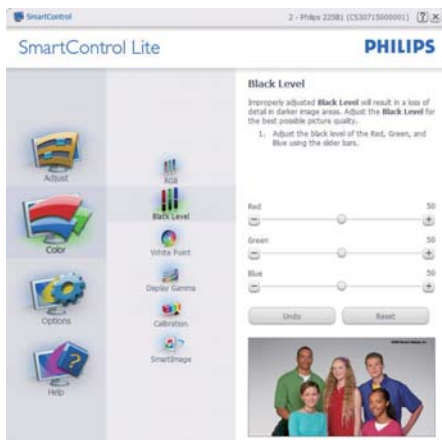 SmartControl
2 - Philips 225B1 (CS30715000001)
SmartControl Lite
PHILIPS
Adjust
Color
Options
Help
RGB
Black Level
White Point
Display Gamma
Calibration
SmartImage
Black Level
Improperly adjusted Black Level will result in a loss of
detail in darker image areas. Adjust the Black Level for
the best possible picture quality.
1. Adjust the black level of the Red, Green, and
Blue using the slider bars.
Red 50
Green 50
Blue 50
Undo Reset